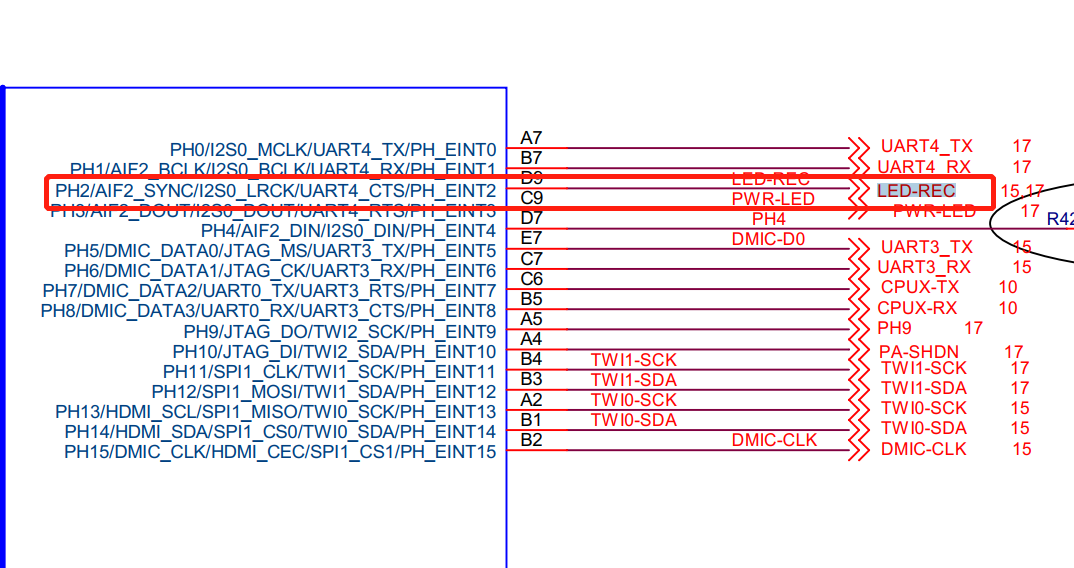 PH0/I2S0_MCLK/UART4_TX/PH_EINT0 A7 UART4_TX 17
PH1/AIF2_BCLK/I2S0_BCLK/UART4_RX/PH_EINT1 B7 UART4_RX 17
PH2/AIF2_SYNC/I2S0_LRCK/UART4_CTS/PH_EINT2 D9 LED-REC LED-REC 15,17
PH3/AIF2_DOUT/I2S0_DOUT/UART4_RTS/PH_EINT3 C9 PWR-LED PWR-LED 17
PH4/AIF2_DIN/I2S0_DIN/PH_EINT4 D7 PH4 R42
PH5/DMIC_DATA0/JTAG_MS/UART3_TX/PH_EINT5 E7 DMIC-D0 UART3_TX 15
PH6/DMIC_DATA1/JTAG_CK/UART3_RX/PH_EINT6 C7 UART3_RX 15
PH7/DMIC_DATA2/UART0_TX/UART3_RTS/PH_EINT7 C6 CPUX-TX 10
PH8/DMIC_DATA3/UART0_RX/UART3_CTS/PH_EINT8 B5 CPUX-RX 10
PH9/JTAG_DO/TWI2_SCK/PH_EINT9 A5 PH9 17
PH10/JTAG_DI/TWI2_SDA/PH_EINT10 A4 PA-SHDN 17
PH11/SPI1_CLK/TWI1_SCK/PH_EINT11 B4 TWI1-SCK TWI1-SCK 17
PH12/SPI1_MOSI/TWI1_SDA/PH_EINT12 B3 TWI1-SDA TWI1-SDA 17
PH13/HDMI_SCL/SPI1_MISO/TWI0_SCK/PH_EINT13 A2 TWI0-SCK TWI0-SCK 15
PH14/HDMI_SDA/SPI1_CS0/TWI0_SDA/PH_EINT14 B1 TWI0-SDA TWI0-SDA 15
PH15/DMIC_CLK/HDMI_CEC/SPI1_CS1/PH_EINT15 B2 DMIC-CLK DMIC-CLK 15